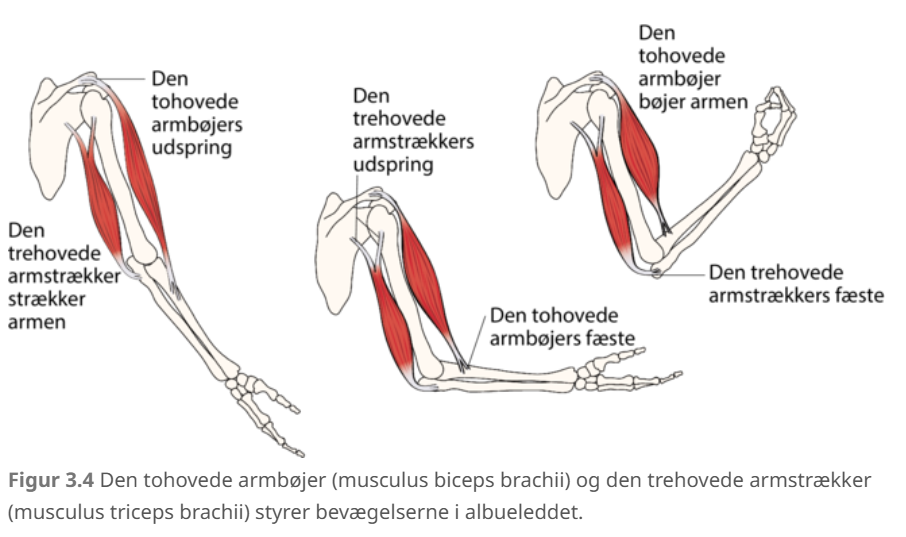 Den
tohovede
armbøjers
udspring
Den
trehovede
armstrækker
strækker
armen
Den
trehovede
armstrækkers
udspring
Den tohovede
armbøjers fæste
Den
tohovede
armbøjer
bøjer armen
Den trehovede
armstrækkers fæste
Figur 3.4 Den tohovede armbøjer (musculus biceps brachii) og den trehovede armstrækker
(musculus triceps brachii) styrer bevægelserne i albueleddet.